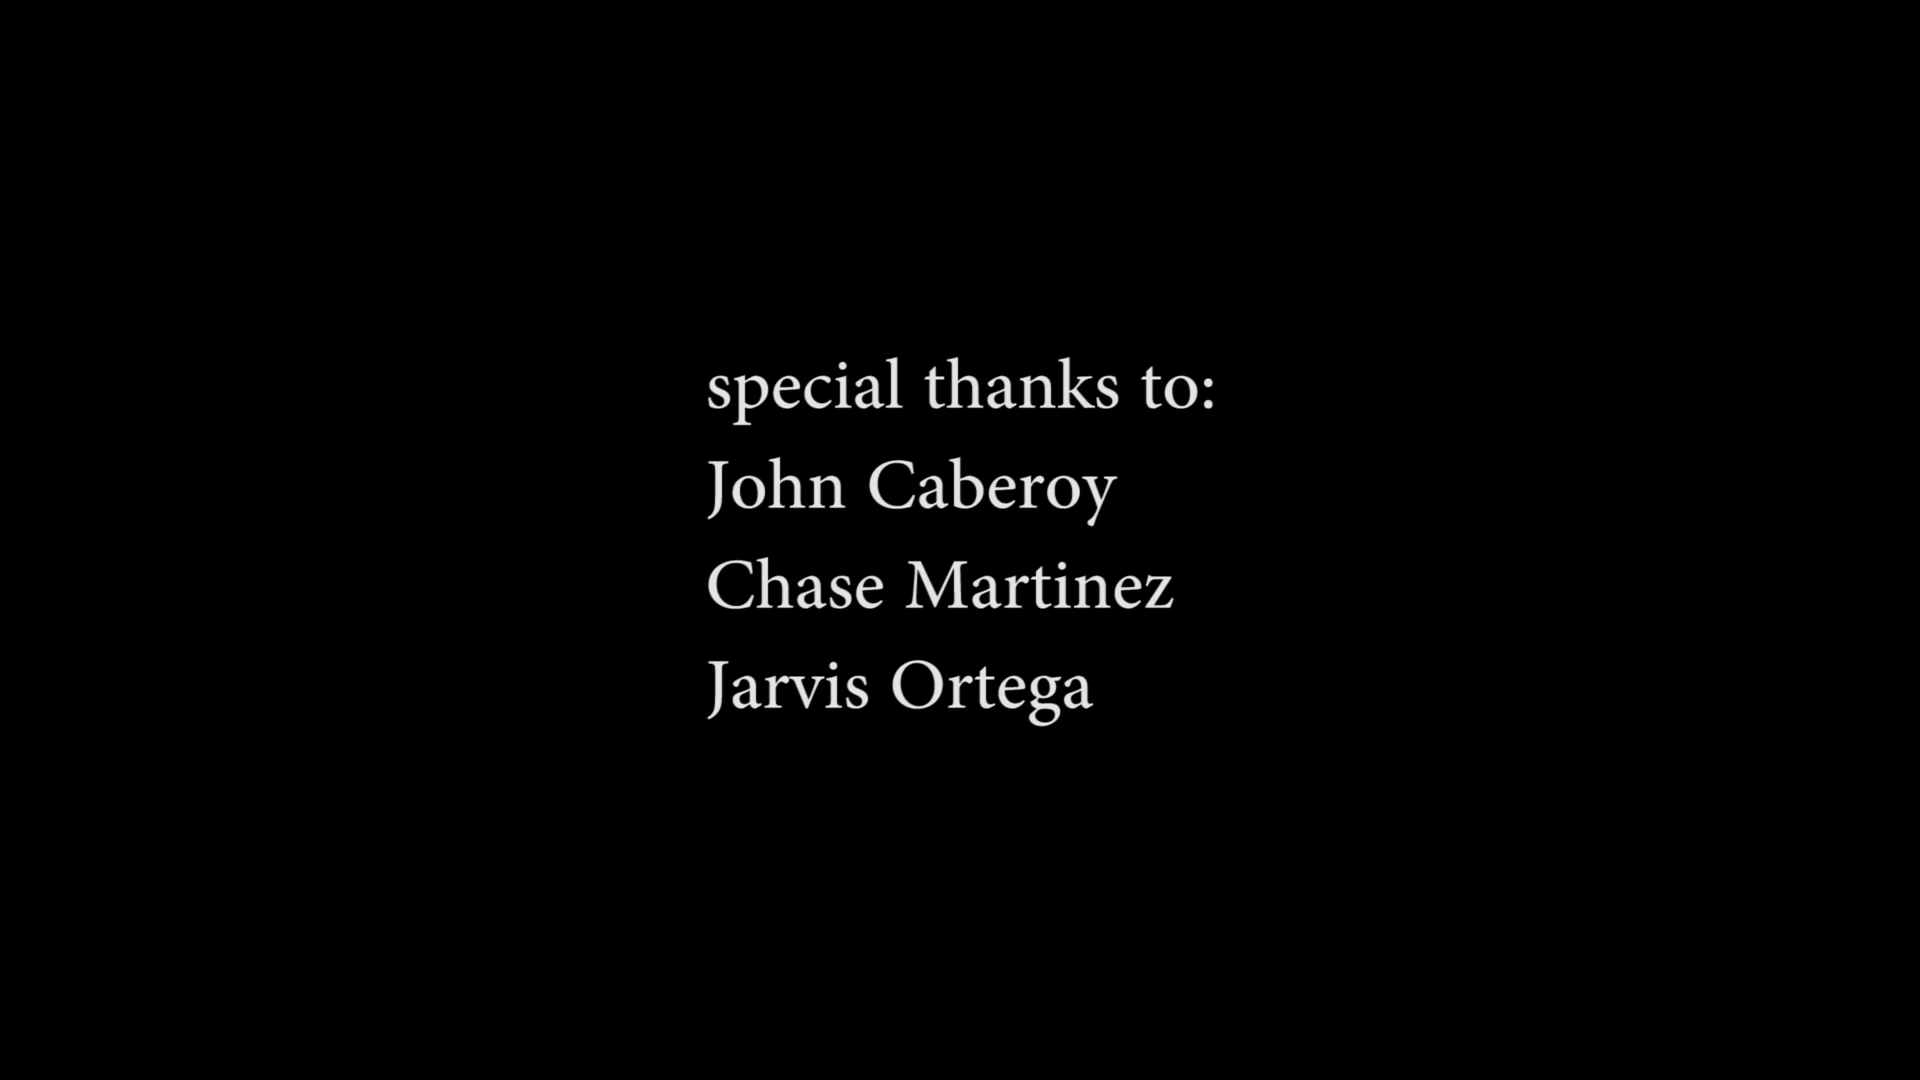 special thanks to:
John Caberoy
Chase Martinez
Jarvis Ortega